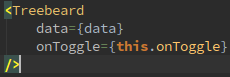 <Treebeard
data={data}
onToggle={this.onToggle}
/>